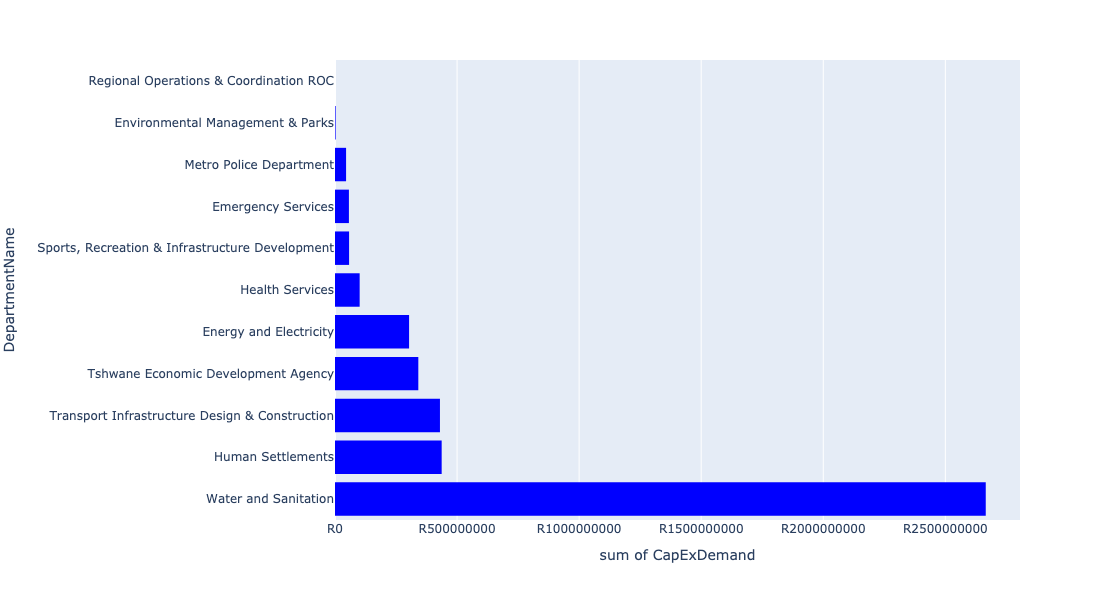 DepartmentName
Regional Operations & Coordination ROC
Environmental Management & Parks
Metro Police Department
Emergency Services
Sports, Recreation & Infrastructure Development
Health Services
Energy and Electricity
Tshwane Economic Development Agency
Transport Infrastructure Design & Construction
Human Settlements
Water and Sanitation
R0 R500000000 R1000000000 R1500000000 R2000000000 R2500000000
sum of CapExDemand